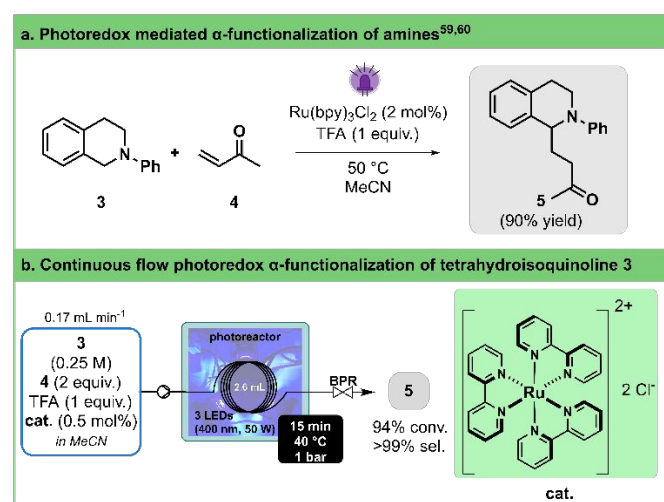 a. Photoredox mediated α-functionalization of amines59,60
Ru(bpy)3Cl2 (2 mol%)
TFA (1 equiv.)
50 °C
MeCN
N
Ph
3
+
O
4
N
Ph
5
O
(90% yield)
b. Continuous flow photoredox α-functionalization of tetrahydroisoquinoline 3
0.17 mL min-1
3
(0.25 M)
4 (2 equiv.)
TFA (1 equiv.)
cat. (0.5 mol%)
in MeCN
photoreactor
2.6 mL
3 LEDs
(400 nm, 50 W)
15 min
40 °C
1 bar
BPR
5
94% conv.
>99% sel.
2+
N
N
N
Ru
N
N
N
2 Cl-
cat.